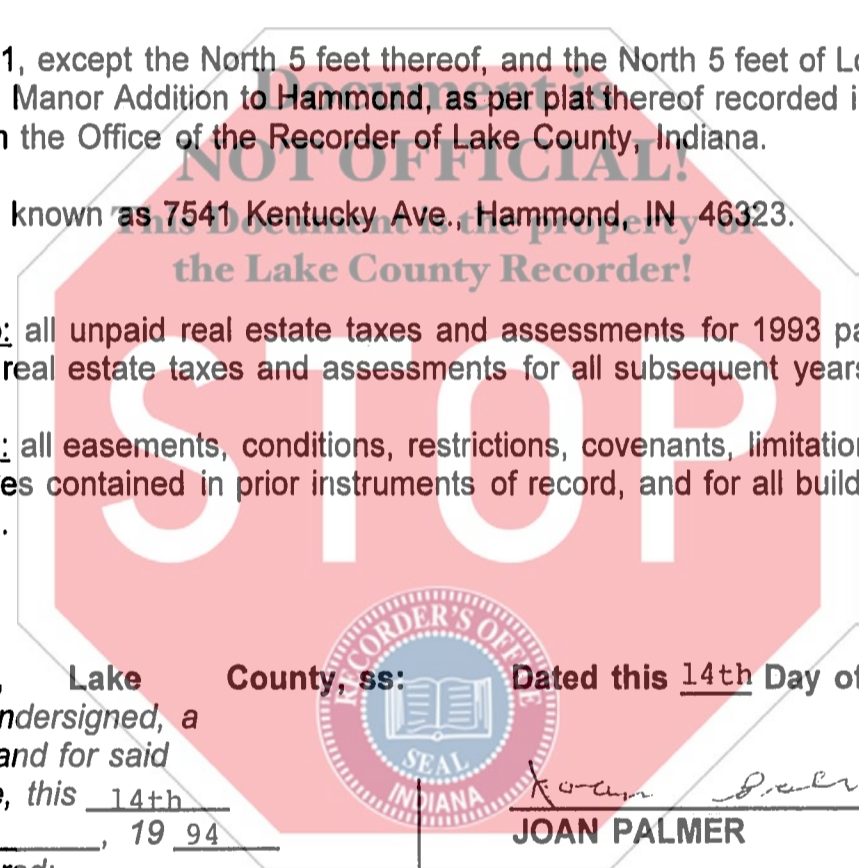 1, except the North 5 feet thereof, and the North 5 feet of Lo
Manor Addition to Hammond, as per plat thereof recorded i
n the Office of the Recorder of Lake County, Indiana.
known as 7541 Kentucky Ave., Hammond, IN 46323.
Document is
NOT OFFICIAL!
This Document is the property of
the Lake County Recorder!
: all unpaid real estate taxes and assessments for 1993 pa
real estate taxes and assessments for all subsequent years
: all easements, conditions, restrictions, covenants, limitation
es contained in prior instruments of record, and for all build
.
STOP
, Lake County, ss:
ndersigned, a
and for said
e, this 14th
, 19 94
Dated this 14th Day of
RECORDER'S OFFICE
SEAL
INDIANA
Joan Palm
JOAN PALMER